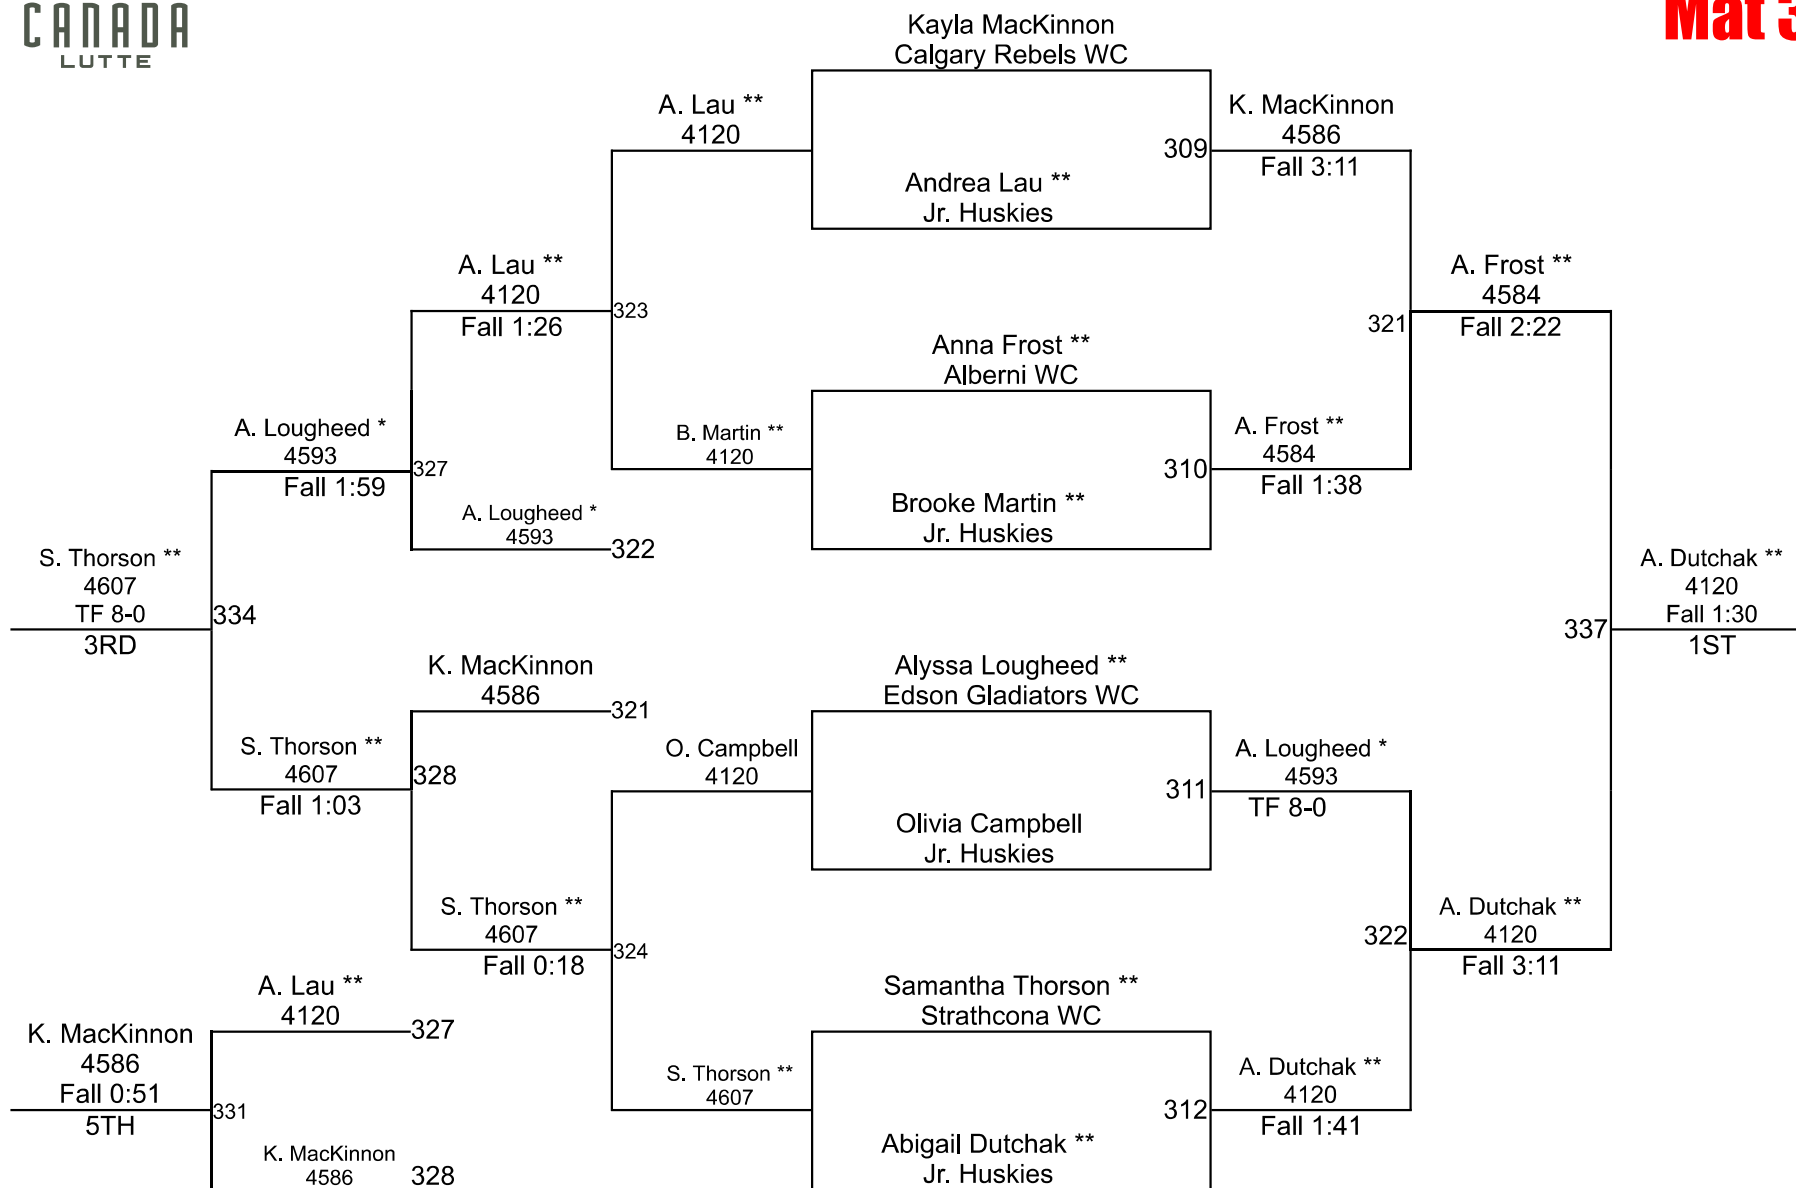 CANADA
LUTTE
Mat 3
Kayla MacKinnon
Calgary Rebels WC
A. Lau **
4120
K. MacKinnon
4586
309
Fall 3:11
Andrea Lau **
Jr. Huskies
A. Lau **
4120
323
Fall 1:26
A. Frost **
4584
321
Fall 2:22
Anna Frost **
Alberni WC
A. Lougheed *
4593
327
Fall 1:59
B. Martin **
4120
A. Frost **
4584
310
Fall 1:38
Brooke Martin **
Jr. Huskies
A. Lougheed *
4593
322
S. Thorson **
4607
TF 8-0
334
3RD
A. Dutchak **
4120
Fall 1:30
337
1ST
K. MacKinnon
4586
321
Alyssa Lougheed **
Edson Gladiators WC
S. Thorson **
4607
328
Fall 1:03
O. Campbell
4120
A. Lougheed *
4593
311
TF 8-0
Olivia Campbell
Jr. Huskies
S. Thorson **
4607
324
Fall 0:18
A. Dutchak **
4120
322
Fall 3:11
A. Lau **
4120
327
Samantha Thorson **
Strathcona WC
K. MacKinnon
4586
Fall 0:51
331
5TH
S. Thorson **
4607
A. Dutchak **
4120
312
Fall 1:41
K. MacKinnon
4586
328
Abigail Dutchak **
Jr. Huskies